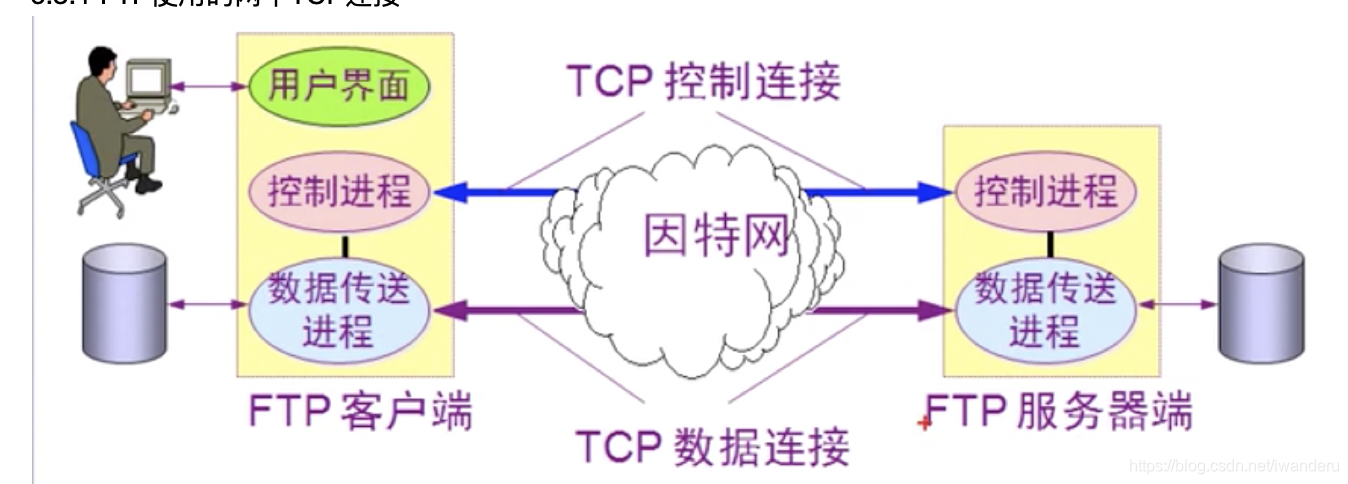 用户界面
TCP 控制连接
控制进程
因特网
控制进程
数据传送
进程
数据传送
进程
FTP 客户端
FTP 服务器端
TCP 数据连接
https://blog.csdn.net/iwanderu